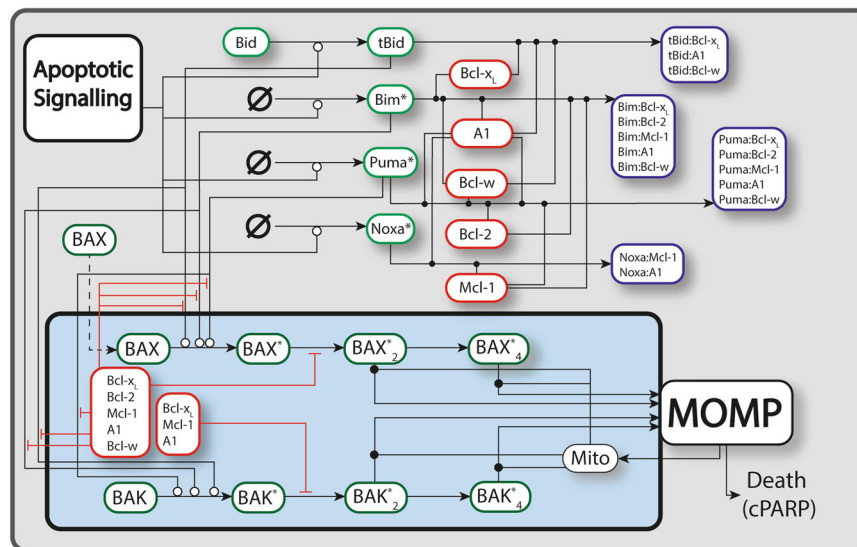 Apoptotic
Signalling
Bid
tBid
Bcl-xL
tBid:Bcl-xL
tBid:A1
tBid:Bcl-w
Ø
Bim*
A1
Bim:Bcl-xL
Bim:Bcl-2
Bim:Mcl-1
Bim:A1
Bim:Bcl-w
Ø
Puma*
Bcl-w
Puma:Bcl-xL
Puma:Bcl-2
Puma:Mcl-1
Puma:A1
Puma:Bcl-w
Ø
Noxa*
Bcl-2
BAX
Mcl-1
Noxa:Mcl-1
Noxa:A1
BAX
BAX*
BAX*2
BAX*4
Bcl-xL
Bcl-2
Mcl-1
A1
Bcl-w
Bcl-xL
Mcl-1
A1
MOMP
Mito
Death
(cPARP)
BAK
BAK*
BAK*2
BAK*4